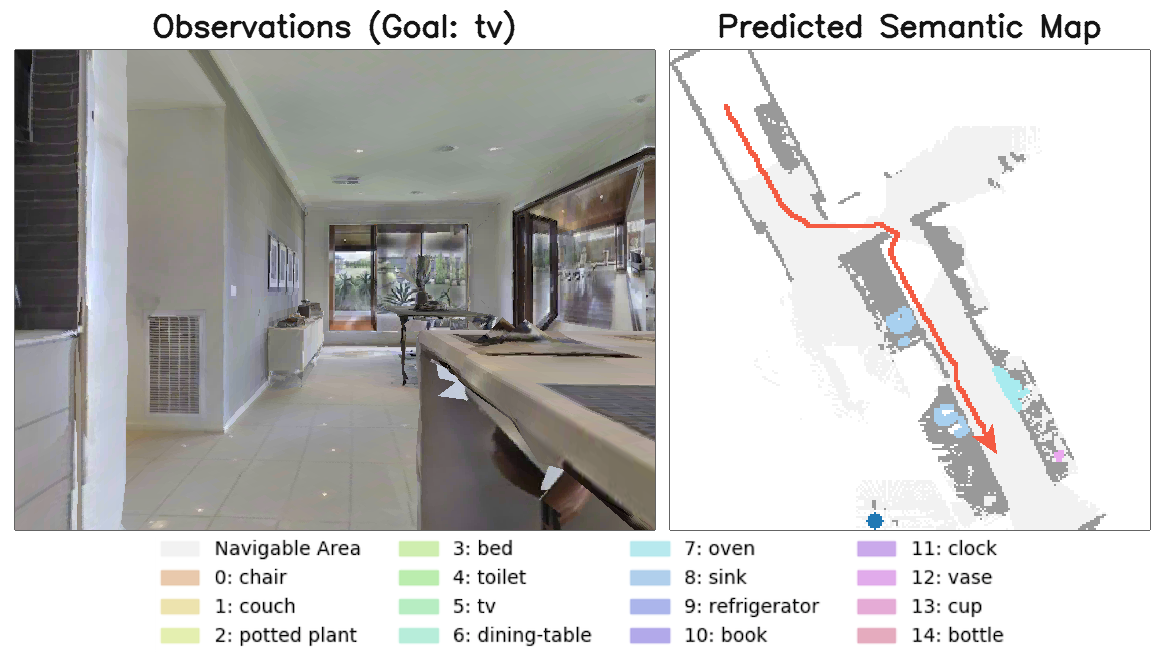 Observations (Goal: tv)
Predicted Semantic Map
Navigable Area
0: chair
1: couch
2: potted plant
3: bed
4: toilet
5: tv
6: dining-table
7: oven
8: sink
9: refrigerator
10: book
11: clock
12: vase
13: cup
14: bottle